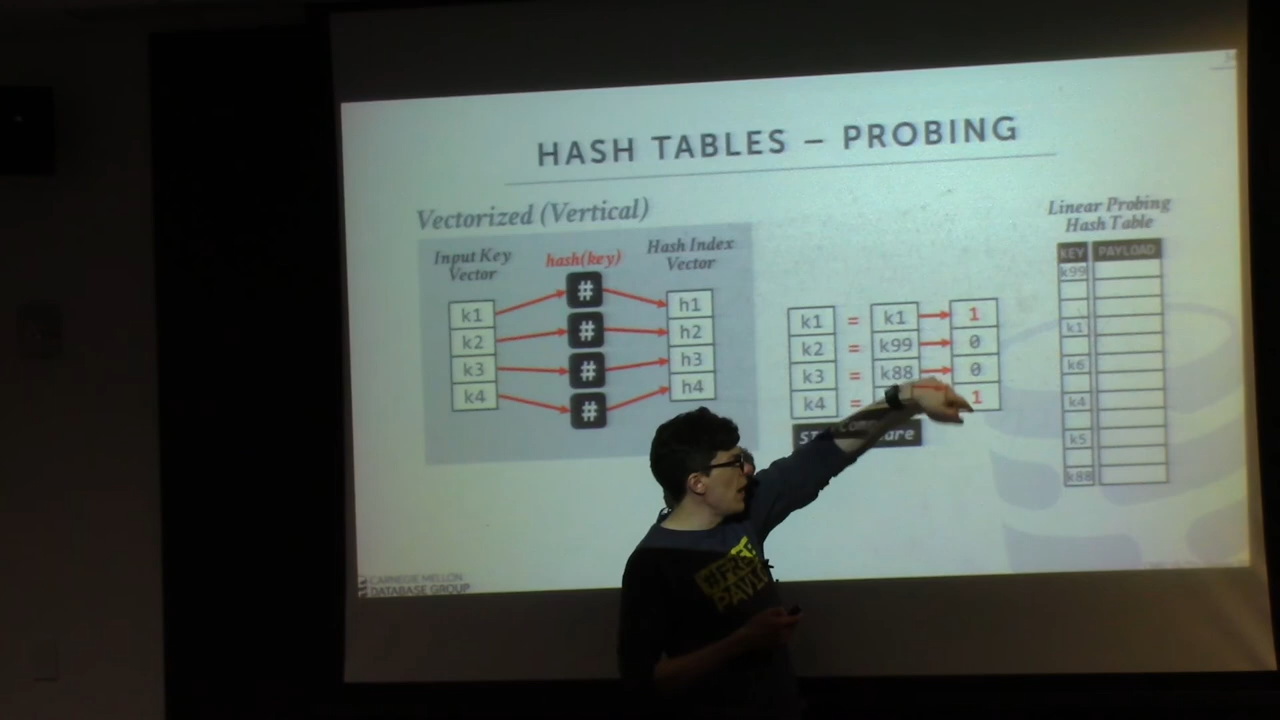 HASH TABLES – PROBING
Vectorized (Vertical)
Input Key
Vector
hash(key)
Hash Index
Vector
k1
k2
k3
k4
#
#
#
#
h1
h2
h3
h4
k1 = k1 1
k2 = k99 0
k3 = k88 0
k4 = 1
Linear Probing
Hash Table
KEY PAYLOAD
k99
k1
k6
k4
k5
k88
CARNEGIE MELLON
DATABASE GROUP
FREE